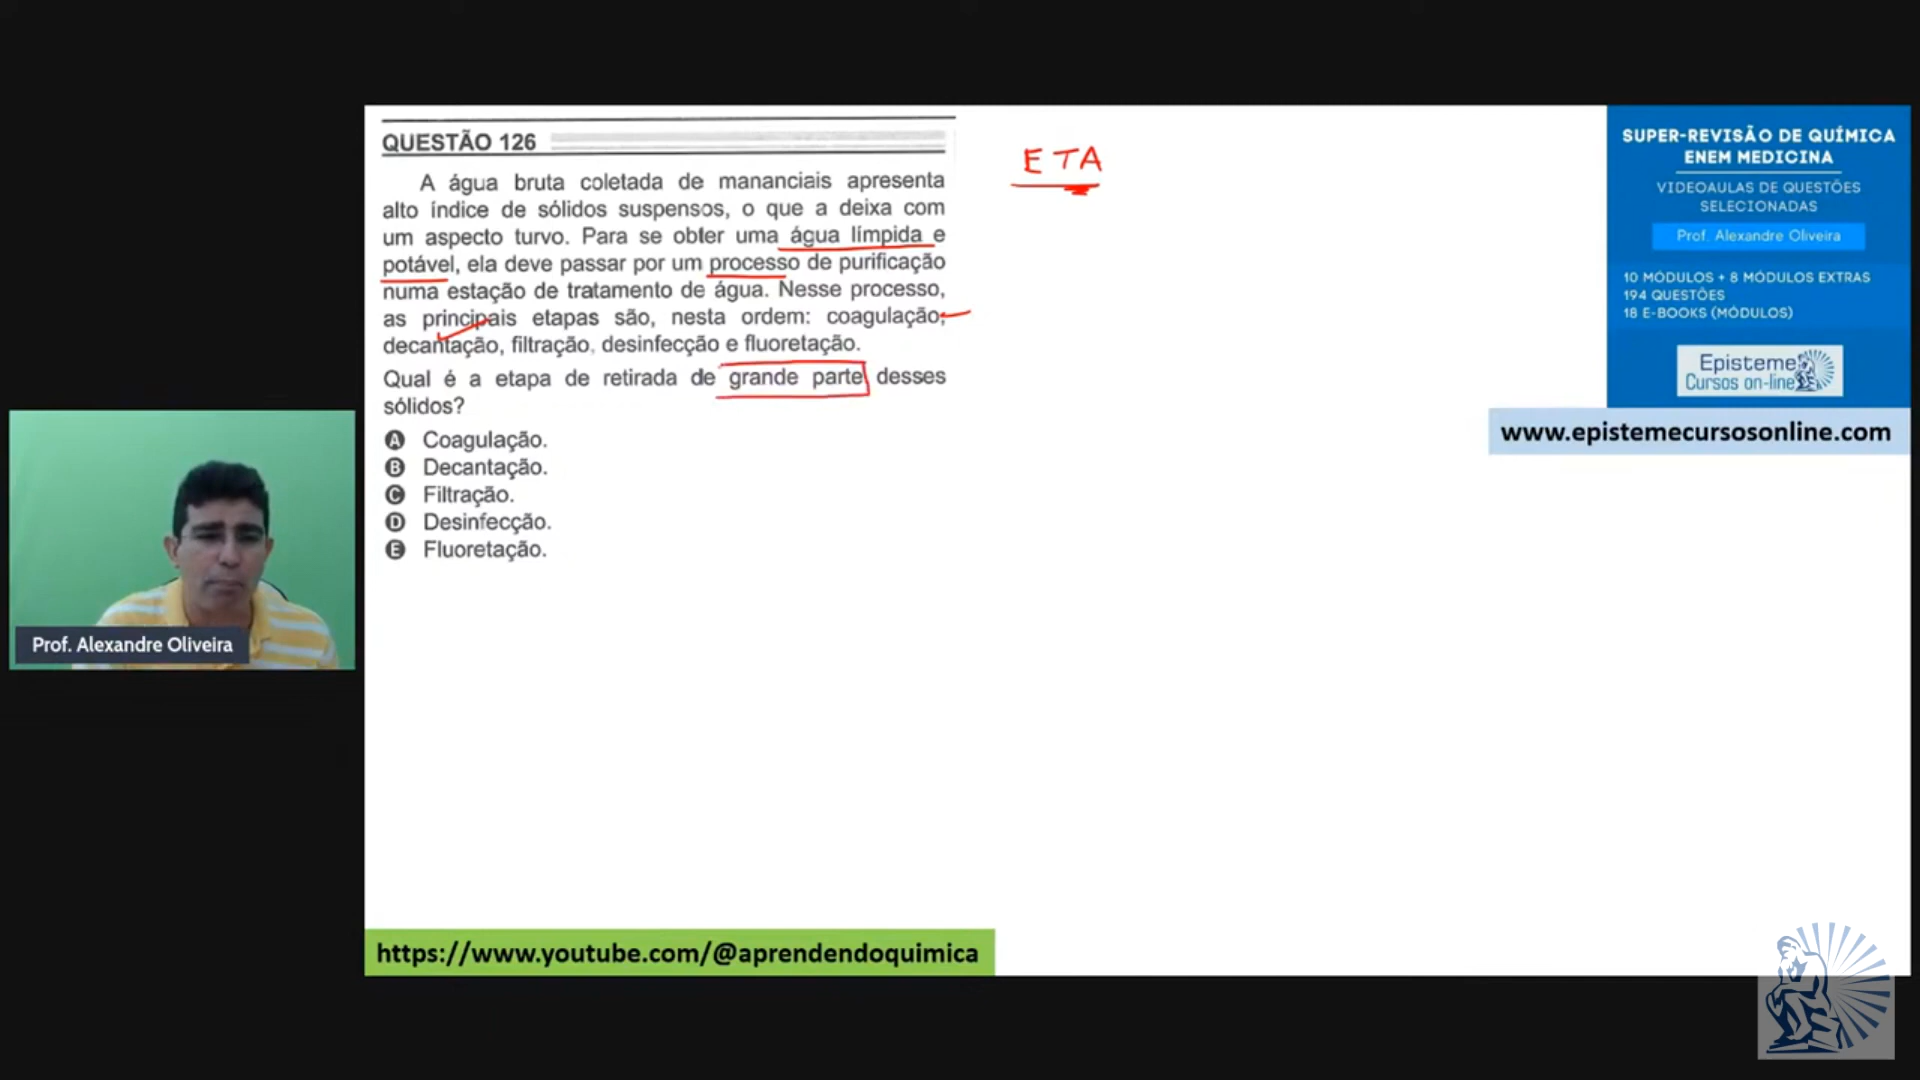 QUESTÃO 126
A água bruta coletada de mananciais apresenta
alto índice de sólidos suspensos, o que a deixa com
um aspecto turvo. Para se obter uma água límpida e
potável, ela deve passar por um processo de purificação
numa estação de tratamento de água. Nesse processo,
as principais etapas são, nesta ordem: coagulação,
decantação, filtração, desinfecção e fluoretação.
Qual é a etapa de retirada de grande parte desses
sólidos?
A Coagulação.
B Decantação.
C Filtração.
D Desinfecção.
E Fluoretação.
ETA
SUPER-REVISÃO DE QUÍMICA
ENEM MEDICINA
VIDEOAULAS DE QUESTÕES
SELECIONADAS
Prof. Alexandre Oliveira
10 MÓDULOS + 8 MÓDULOS EXTRAS
194 QUESTÕES
18 E-BOOKS (MÓDULOS)
Episteme
Cursos on-line
www.epistemecursosonline.com
Prof. Alexandre Oliveira
https://www.youtube.com/@aprendendoquimica